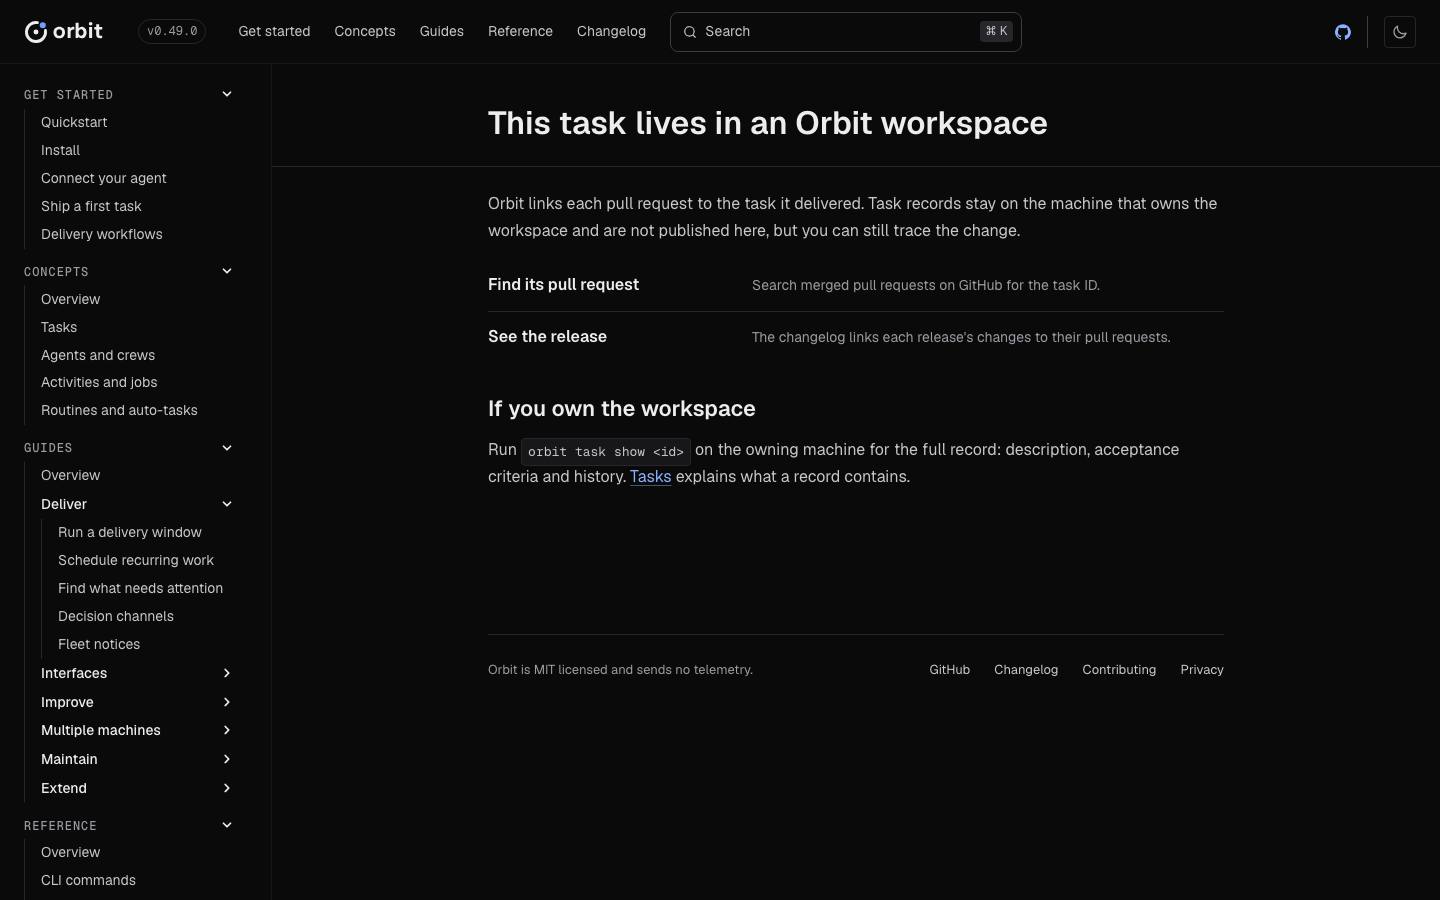 orbit
v0.49.0
Get started
Concepts
Guides
Reference
Changelog
Search
⌘ K
GET STARTED
Quickstart
Install
Connect your agent
Ship a first task
Delivery workflows
CONCEPTS
Overview
Tasks
Agents and crews
Activities and jobs
Routines and auto-tasks
GUIDES
Overview
Deliver
Run a delivery window
Schedule recurring work
Find what needs attention
Decision channels
Fleet notices
Interfaces
Improve
Multiple machines
Maintain
Extend
REFERENCE
Overview
CLI commands
This task lives in an Orbit workspace
Orbit links each pull request to the task it delivered. Task records stay on the machine that owns the
workspace and are not published here, but you can still trace the change.
Find its pull request
Search merged pull requests on GitHub for the task ID.
See the release
The changelog links each release's changes to their pull requests.
If you own the workspace
Run orbit task show <id> on the owning machine for the full record: description, acceptance
criteria and history. Tasks explains what a record contains.
Orbit is MIT licensed and sends no telemetry.
GitHub
Changelog
Contributing
Privacy